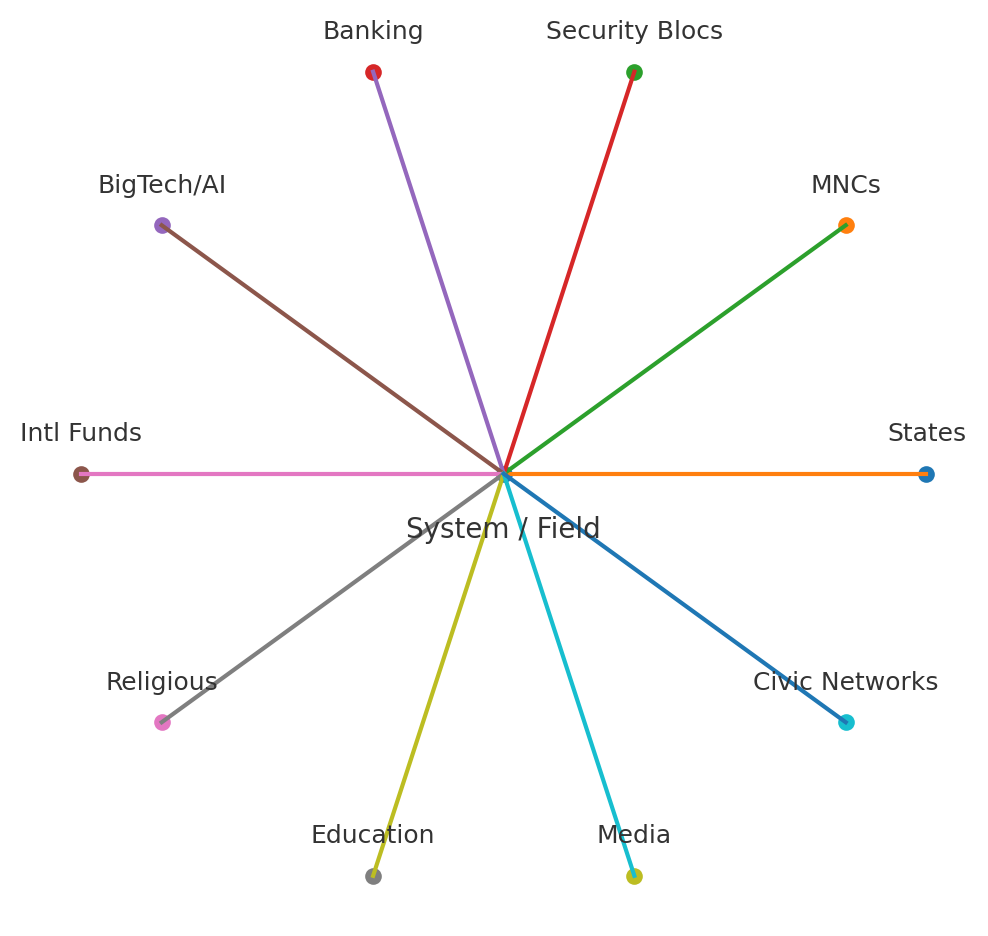 Banking
Security Blocs
BigTech/AI
MNCs
Intl Funds
States
System / Field
Religious
Civic Networks
Education
Media